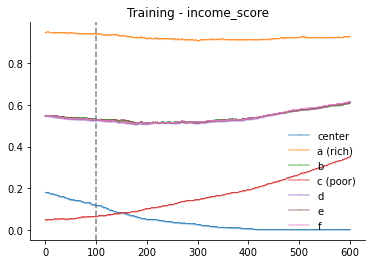 Training - income_score
0.8
0.6
0.4
0.2
0.0
center
a (rich)
b
c (poor)
d
e
f
0 100 200 300 400 500 600